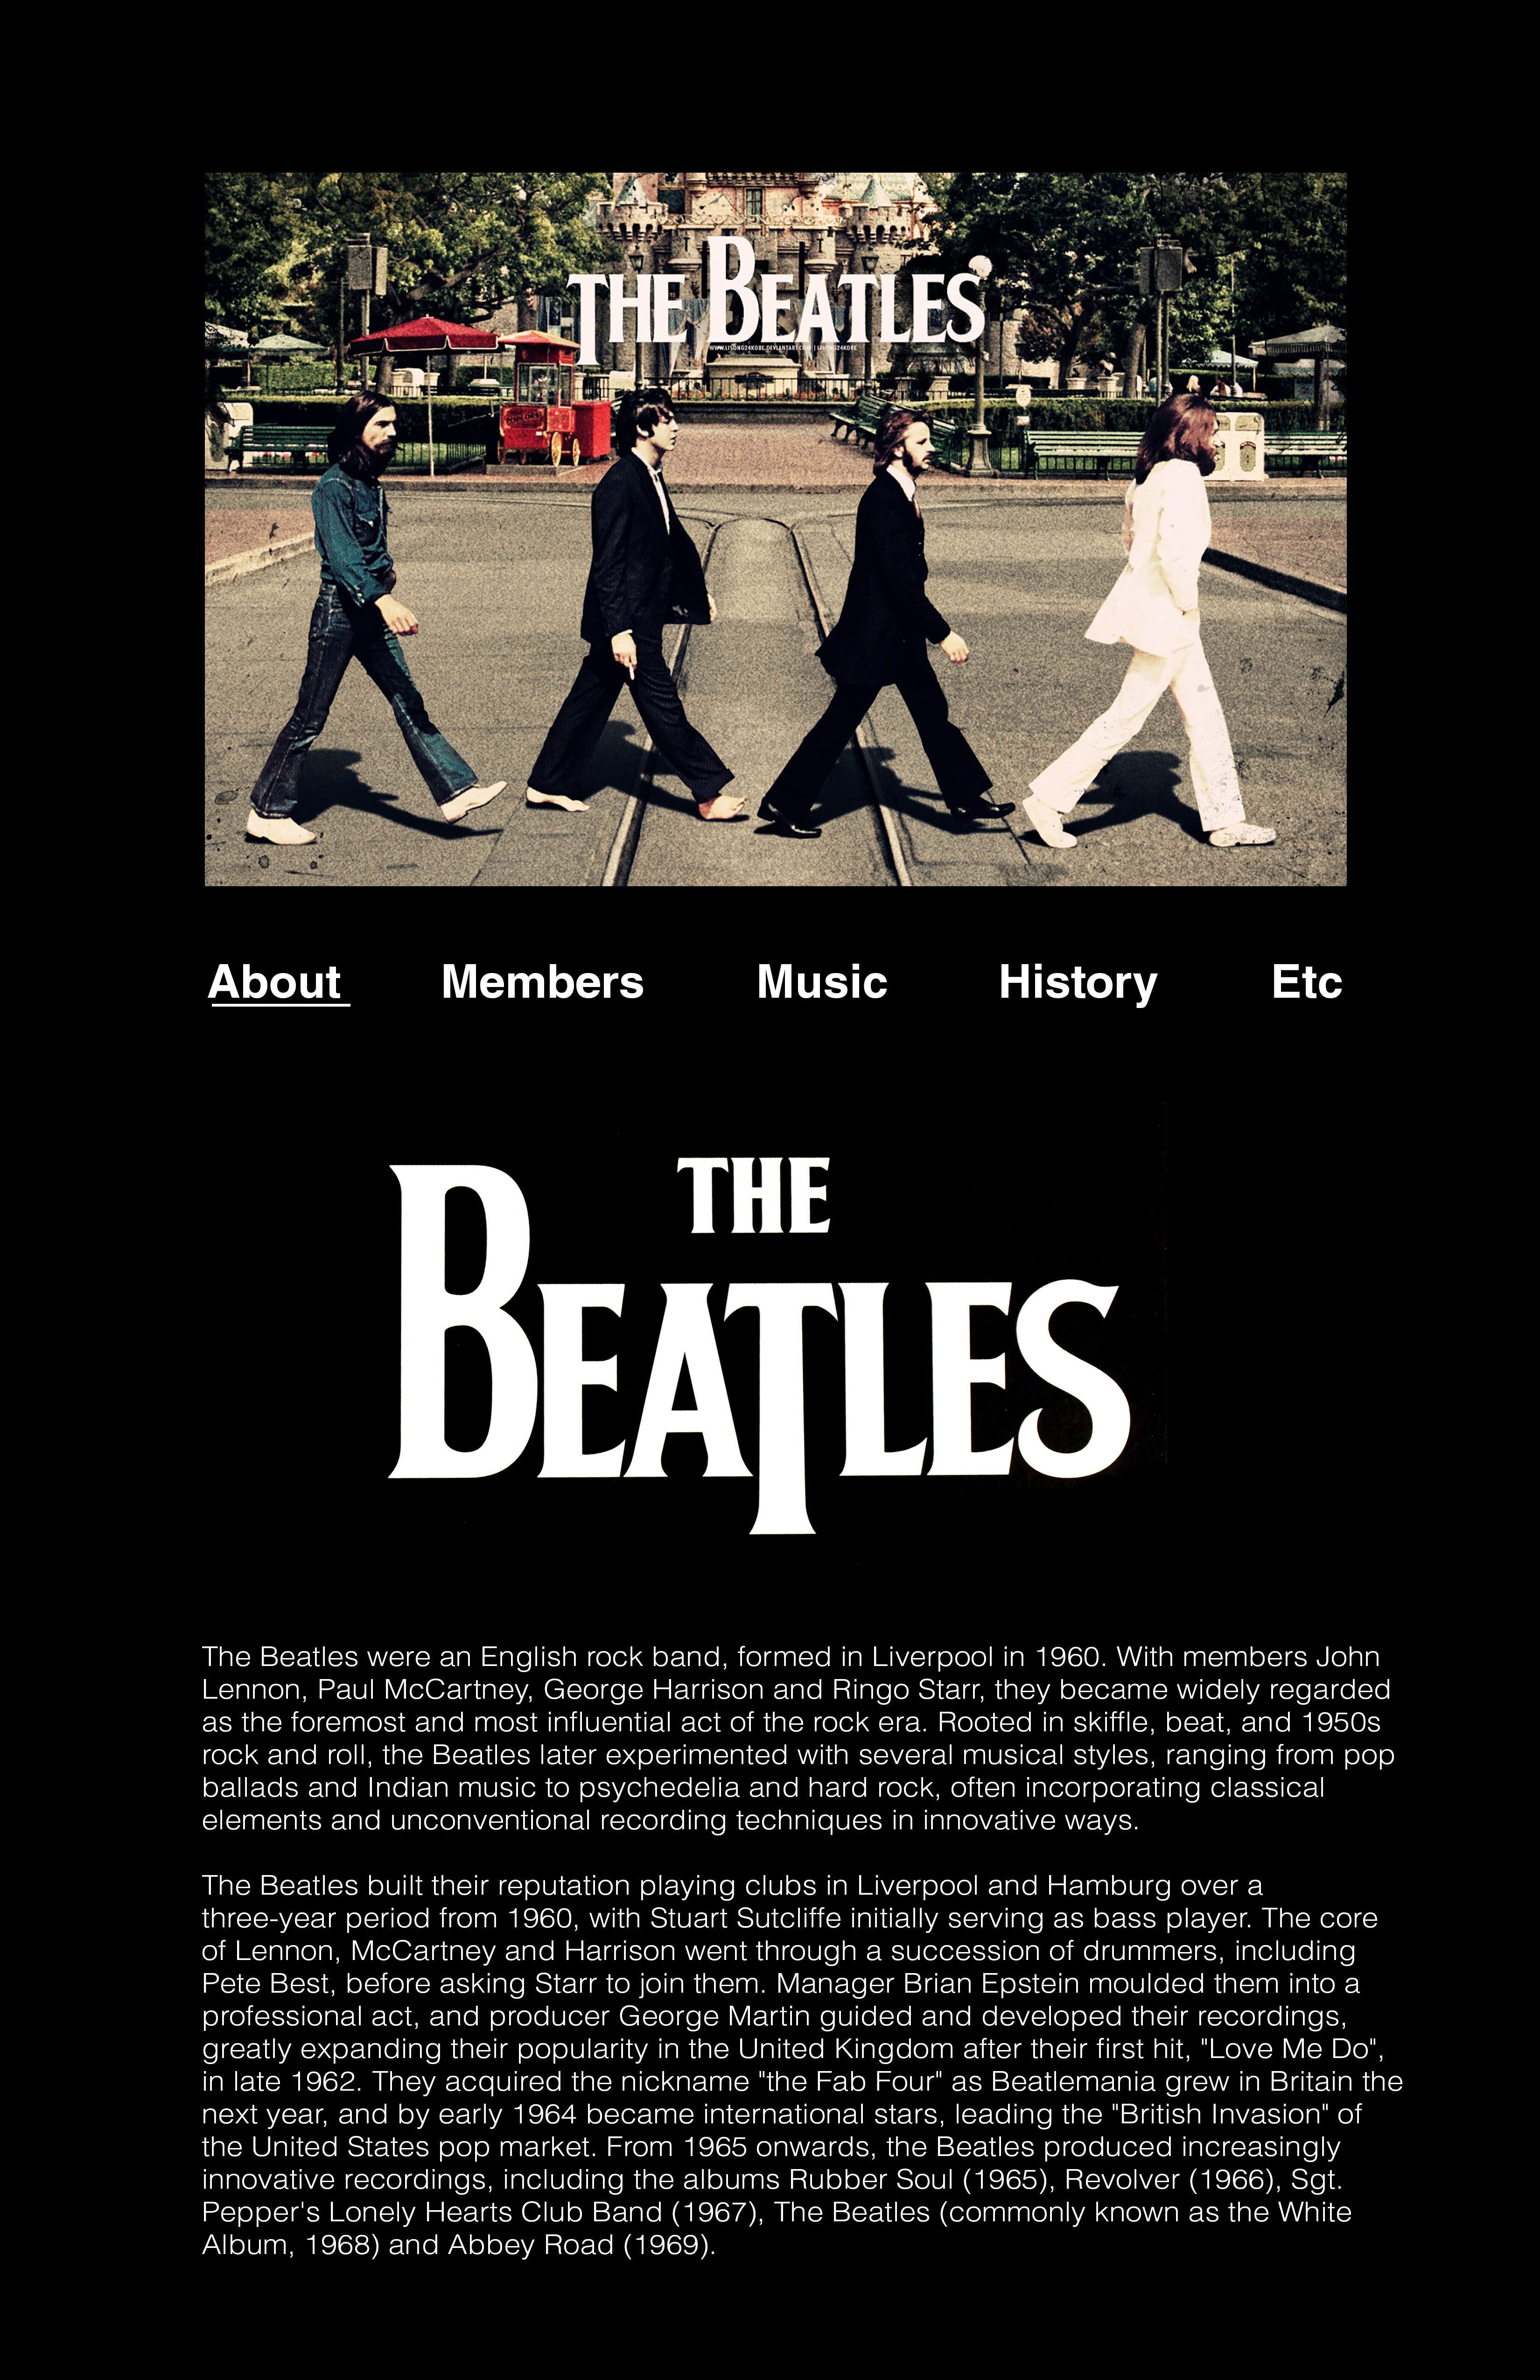 THE BEATLES
WWW.LISONG24KOBE.DEVIANTART.COM | LISONG24KOBE
About Members Music History Etc
THE
BEATLES
The Beatles were an English rock band, formed in Liverpool in 1960. With members John
Lennon, Paul McCartney, George Harrison and Ringo Starr, they became widely regarded
as the foremost and most influential act of the rock era. Rooted in skiffle, beat, and 1950s
rock and roll, the Beatles later experimented with several musical styles, ranging from pop
ballads and Indian music to psychedelia and hard rock, often incorporating classical
elements and unconventional recording techniques in innovative ways.
The Beatles built their reputation playing clubs in Liverpool and Hamburg over a
three-year period from 1960, with Stuart Sutcliffe initially serving as bass player. The core
of Lennon, McCartney and Harrison went through a succession of drummers, including
Pete Best, before asking Starr to join them. Manager Brian Epstein moulded them into a
professional act, and producer George Martin guided and developed their recordings,
greatly expanding their popularity in the United Kingdom after their first hit, "Love Me Do",
in late 1962. They acquired the nickname "the Fab Four" as Beatlemania grew in Britain the
next year, and by early 1964 became international stars, leading the "British Invasion" of
the United States pop market. From 1965 onwards, the Beatles produced increasingly
innovative recordings, including the albums Rubber Soul (1965), Revolver (1966), Sgt.
Pepper's Lonely Hearts Club Band (1967), The Beatles (commonly known as the White
Album, 1968) and Abbey Road (1969).